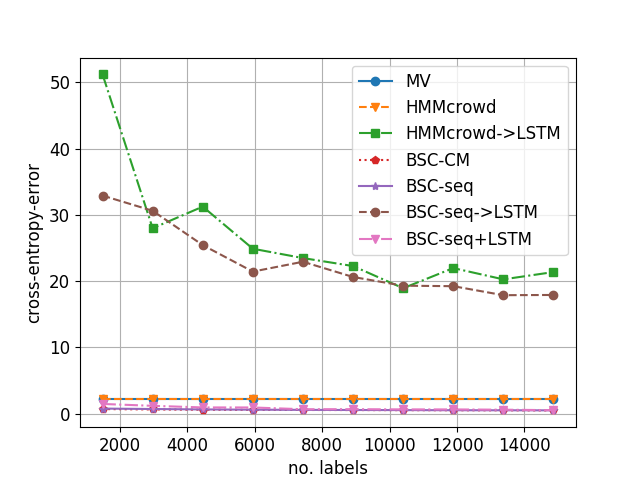 50
40
30
20
10
0
cross-entropy-error
MV
HMMcrowd
HMMcrowd->LSTM
BSC-CM
BSC-seq
BSC-seq->LSTM
BSC-seq+LSTM
2000 4000 6000 8000 10000 12000 14000
no. labels